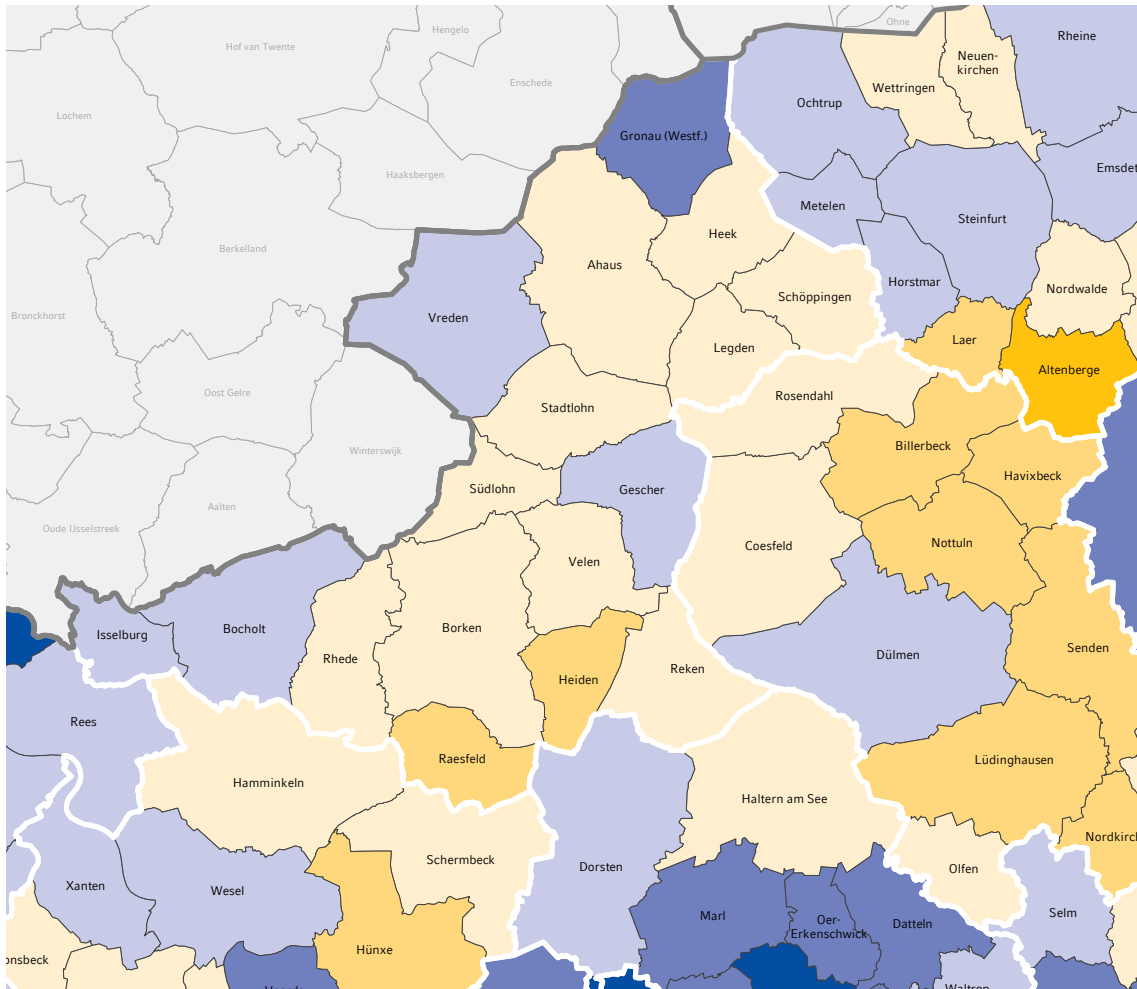 Ohne
Hengelo
Rheine
Hof van Twente
Neuen-
kirchen
Enschede
Wettringen
Ochtrup
Lochem
Gronau (Westf.)
Emsdet
Haaksbergen
Metelen
Steinfurt
Heek
Berkelland
Ahaus
Horstmar
Nordwalde
Schöppingen
Bronckhorst
Vreden
Laer
Legden
Altenberge
Oost Gelre
Rosendahl
Stadtlohn
Billerbeck
Winterswijk
Havixbeck
Südlohn
Gescher
Aalten
Oude IJsselstreek
Nottuln
Coesfeld
Velen
Isselburg
Bocholt
Borken
Senden
Dülmen
Rhede
Reken
Heiden
Rees
Raesfeld
Lüdinghausen
Hamminkeln
Haltern am See
Nordkirch
Schermbeck
Dorsten
Olfen
Xanten
Wesel
Selm
Marl
Oer-
Erkenschwick
Datteln
Hünxe
onsbeck
Waltrop